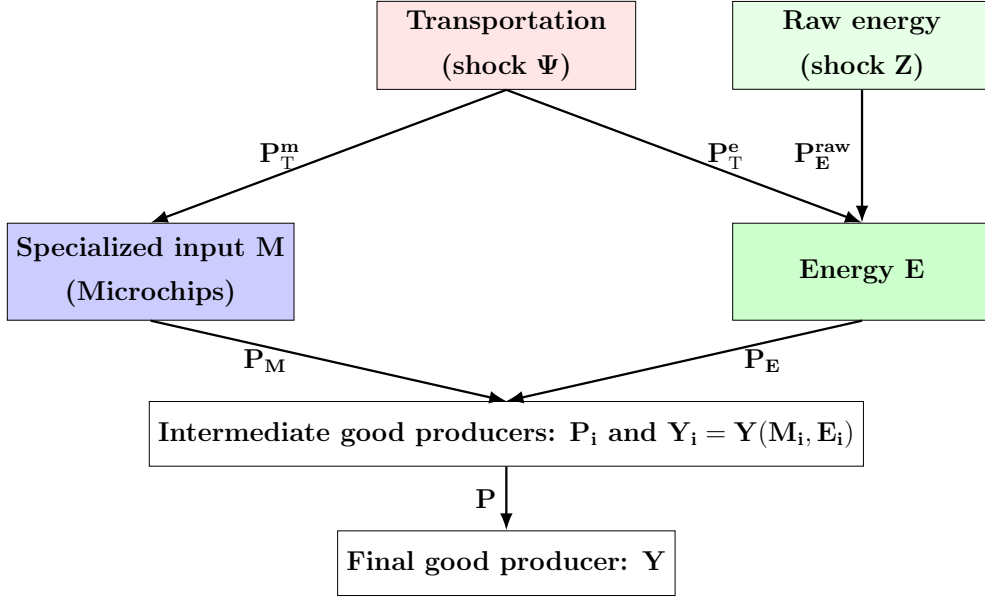 Transportation
(shock Ψ)
Raw energy
(shock Z)
P_T^m
P_T^e
P_E^raw
Specialized input M
(Microchips)
Energy E
P_M
P_E
Intermediate good producers: P_i and Y_i = Y(M_i, E_i)
P
Final good producer: Y